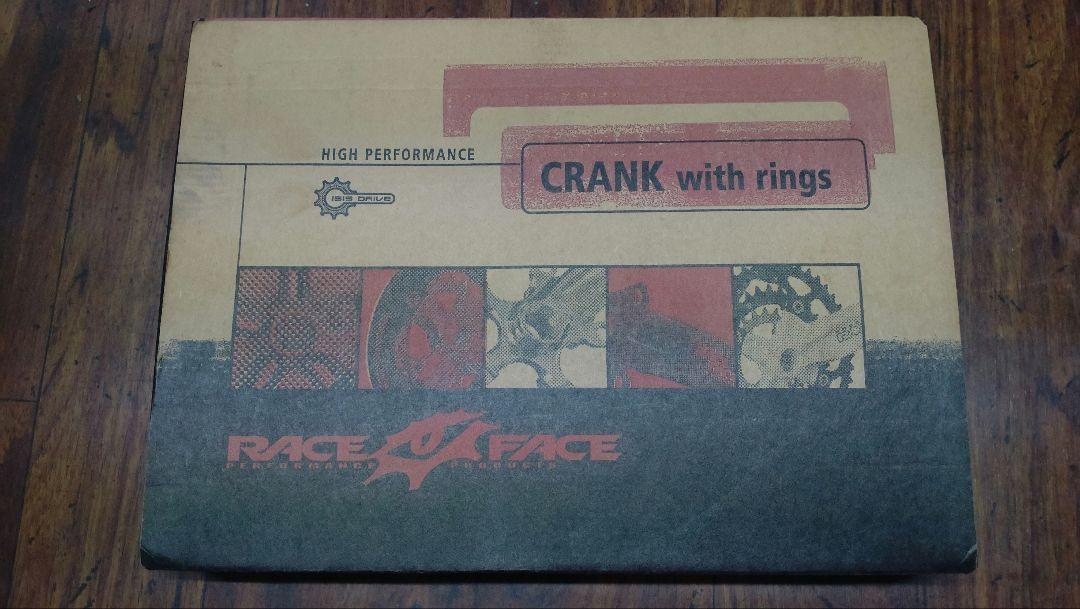 HIGH PERFORMANCE
CRANK with rings
ISIS DRIVE
RACE FACE
PERFORMANCE PRODUCTS